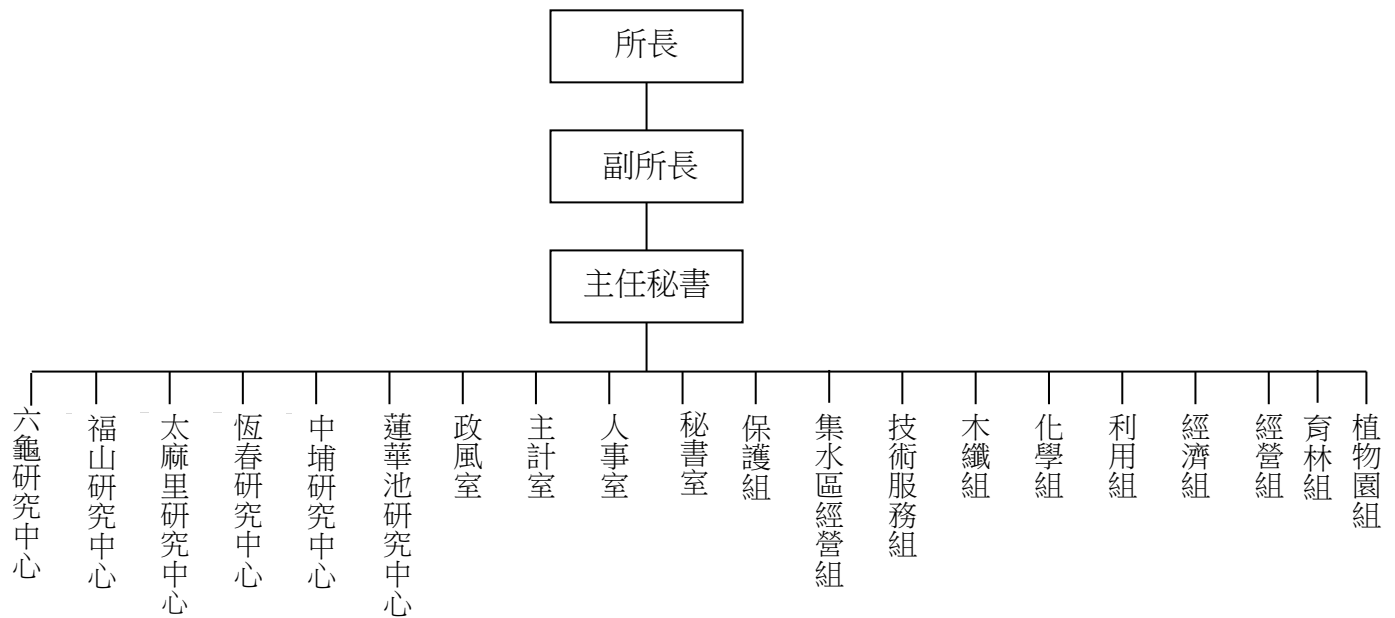 所長
副所長
主任秘書
六龜研究中心
福山研究中心
太麻里研究中心
恆春研究中心
中埔研究中心
蓮華池研究中心
政風室
主計室
人事室
秘書室
保護組
集水區經營組
技術服務組
木纖組
化學組
利用組
經濟組
經營組
育林組
植物園組